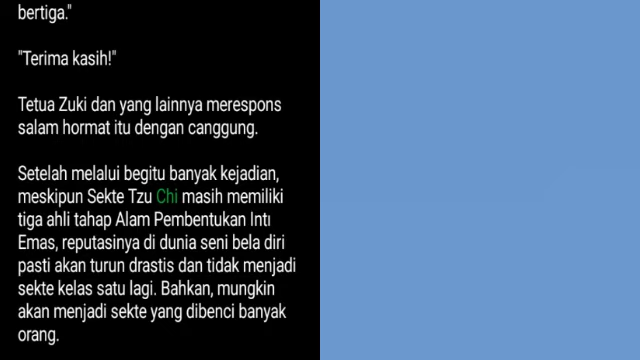 bertiga."
"Terima kasih!"
Tetua Zuki dan yang lainnya merespons
salam hormat itu dengan canggung.
Setelah melalui begitu banyak kejadian,
meskipun Sekte Tzu Chi masih memiliki
tiga ahli tahap Alam Pembentukan Inti
Emas, reputasinya di dunia seni bela diri
pasti akan turun drastis dan tidak menjadi
sekte kelas satu lagi. Bahkan, mungkin
akan menjadi sekte yang dibenci banyak
orang.